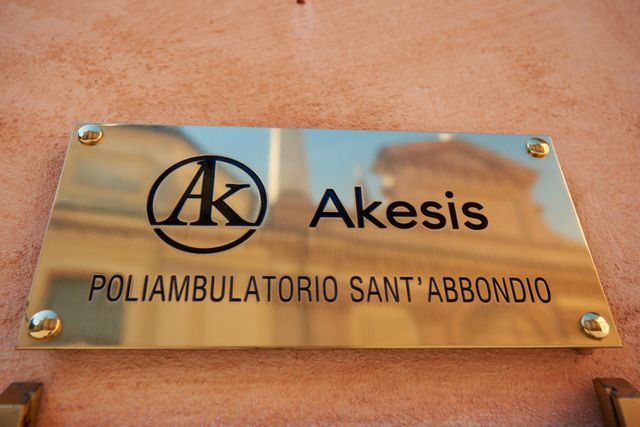 Ak Akesis
POLIAMBULATORIO SANT'ABBONDIO